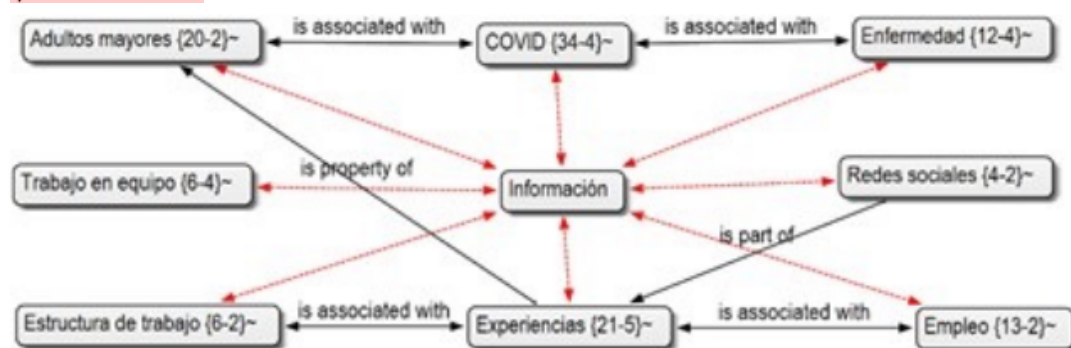 Adultos mayores {20-2}~ is associated with COVID {34-4}~ is associated with Enfermedad {12-4}~
is property of
Trabajo en equipo {6-4}~ Información Redes sociales {4-2}~
is part of
Estructura de trabajo {6-2}~ is associated with Experiencias {21-5}~ is associated with Empleo {13-2}~